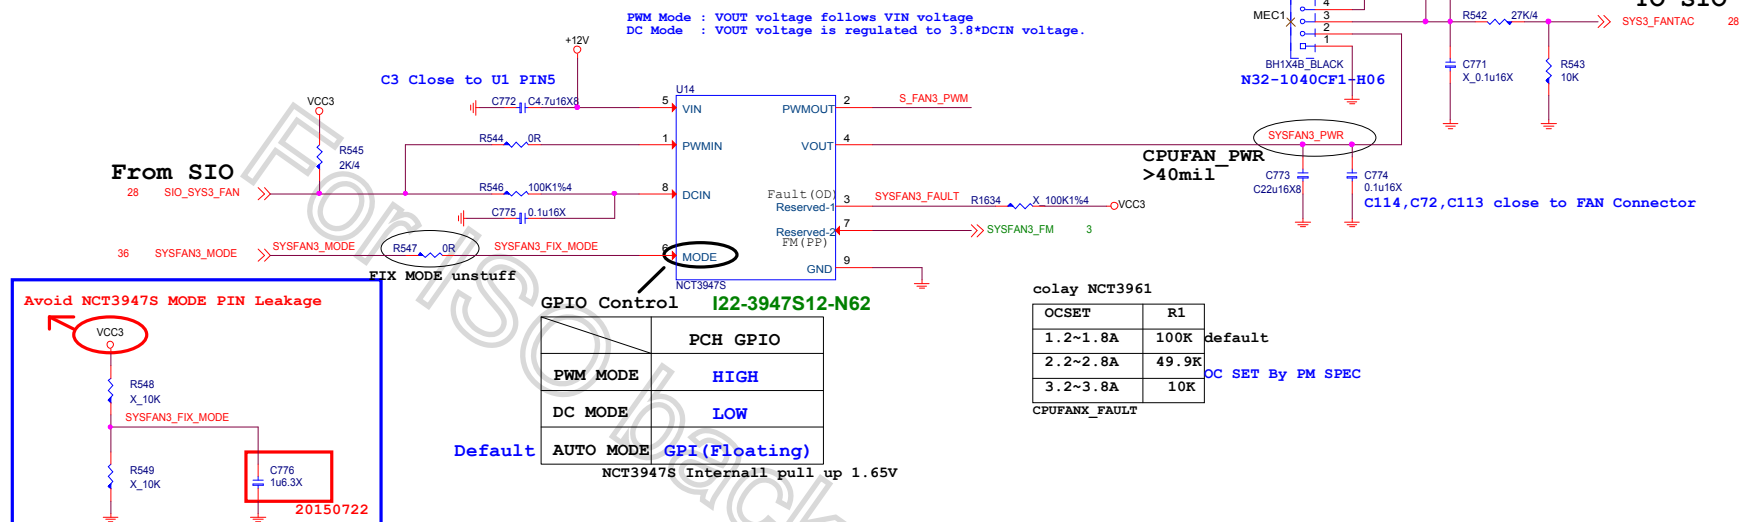 PWM Mode : VOUT voltage follows VIN voltage
DC Mode : VOUT voltage is regulated to 3.8*DCIN voltage.
+12V
C3 Close to U1 PIN5
VCC3
C772 C4.7u16X8
5
U14
VIN
PWMOUT
2
S_FAN3_PWM
R544 0R
1
PWMIN
VOUT
4
R545
2K/4
From SIO
28 SIO_SYS3_FAN
R546 100K1%4
8
DCIN
C775 0.1u16X
Fault(OD)
Reserved-1
3
SYSFAN3_FAULT
R1634 X_100K1%4
VCC3
Reserved-2
FM(PP)
7
SYSFAN3_FM 3
36 SYSFAN3_MODE
SYSFAN3_MODE
R547 0R
SYSFAN3_FIX_MODE
6
MODE
GND
9
FIX MODE unstuff
NCT3947S
GPIO Control
I22-3947S12-N62
MEC1
4
3
2
1
BH1X4B_BLACK
N32-1040CF1-H06
R542 27K/4
TO SIO
SYS3_FANTAC 28
C771
X_0.1u16X
R543
10K
SYSFAN3_PWR
CPUFAN_PWR
>40mil
C773
C22u16X8
C774
0.1u16X
C114,C72,C113 close to FAN Connector
Avoid NCT3947S MODE PIN Leakage
VCC3
R548
X_10K
SYSFAN3_FIX_MODE
R549
X_10K
C776
1u6.3X
20150722
PCH GPIO
PWM MODE HIGH
DC MODE LOW
Default AUTO MODE GPI(Floating)
NCT3947S Internall pull up 1.65V
colay NCT3961
OCSET R1
1.2~1.8A 100K default
2.2~2.8A 49.9K
OC SET By PM SPEC
3.2~3.8A 10K
CPUFANX_FAULT